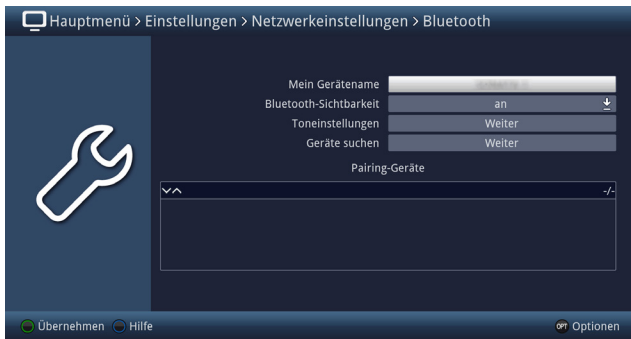 Hauptmenü > Einstellungen > Netzwerkeinstellungen > Bluetooth
Mein Gerätename
Bluetooth-Sichtbarkeit an
Toneinstellungen Weiter
Geräte suchen Weiter
Pairing-Geräte
-/-
Übernehmen Hilfe OPT Optionen